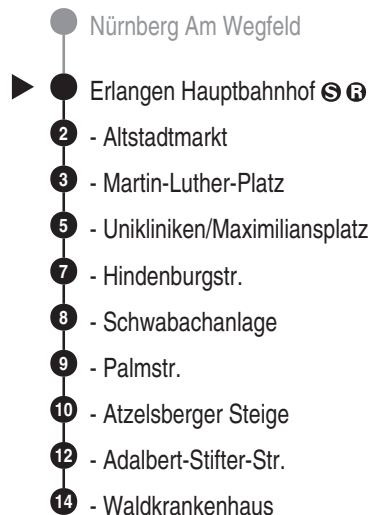 Nürnberg Am Wegfeld
Erlangen Hauptbahnhof S R
2 - Altstadtmarkt
3 - Martin-Luther-Platz
5 - Unikliniken/Maximiliansplatz
7 - Hindenburgstr.
8 - Schwabachanlage
9 - Palmstr.
10 - Atzelsberger Steige
12 - Adalbert-Stifter-Str.
14 - Waldkrankenhaus